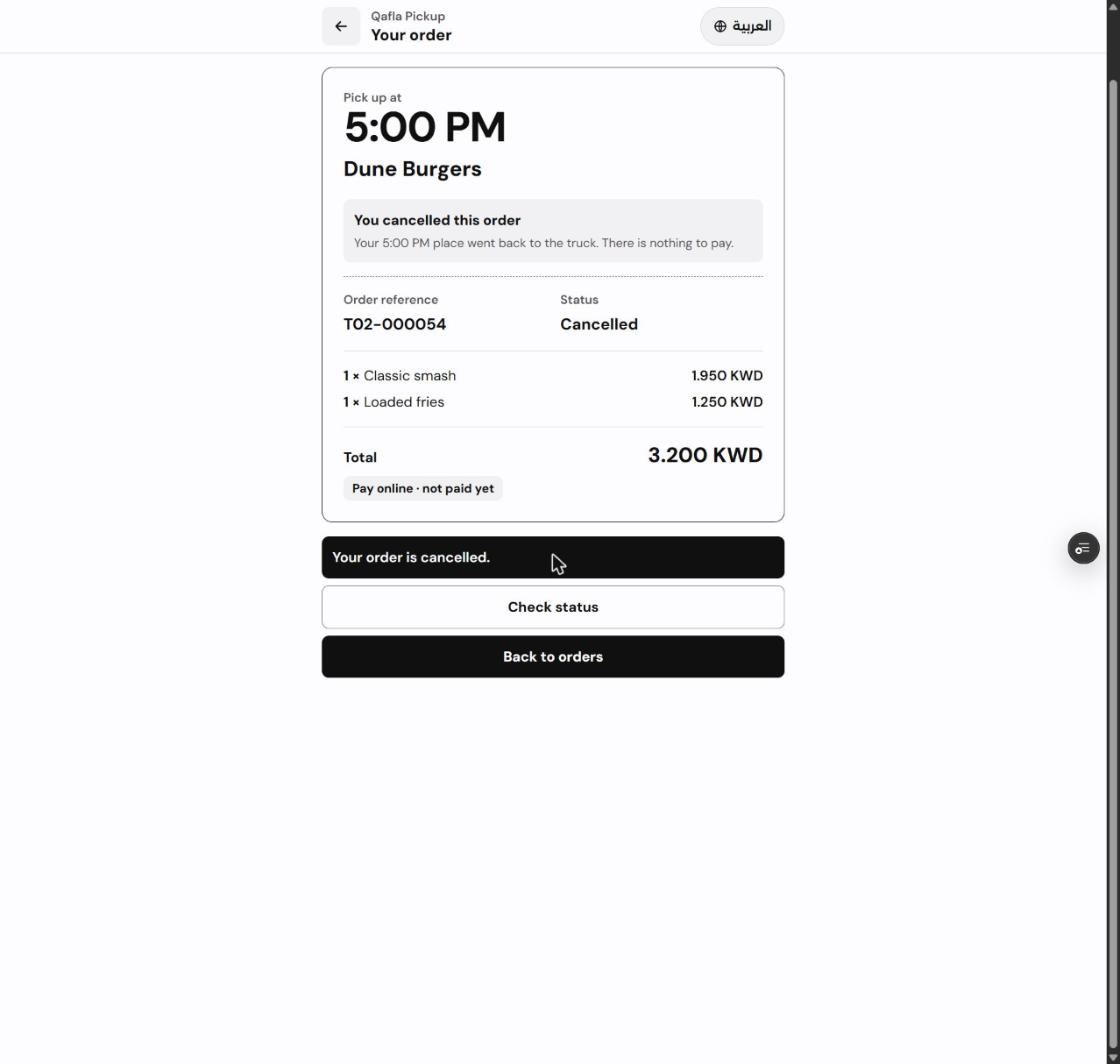 Qafla Pickup
Your order
العربية
Pick up at
5:00 PM
Dune Burgers
You cancelled this order
Your 5:00 PM place went back to the truck. There is nothing to pay.
Order reference
Status
T02-000054
Cancelled
1 × Classic smash 1.950 KWD
1 × Loaded fries 1.250 KWD
Total 3.200 KWD
Pay online · not paid yet
Your order is cancelled.
Check status
Back to orders